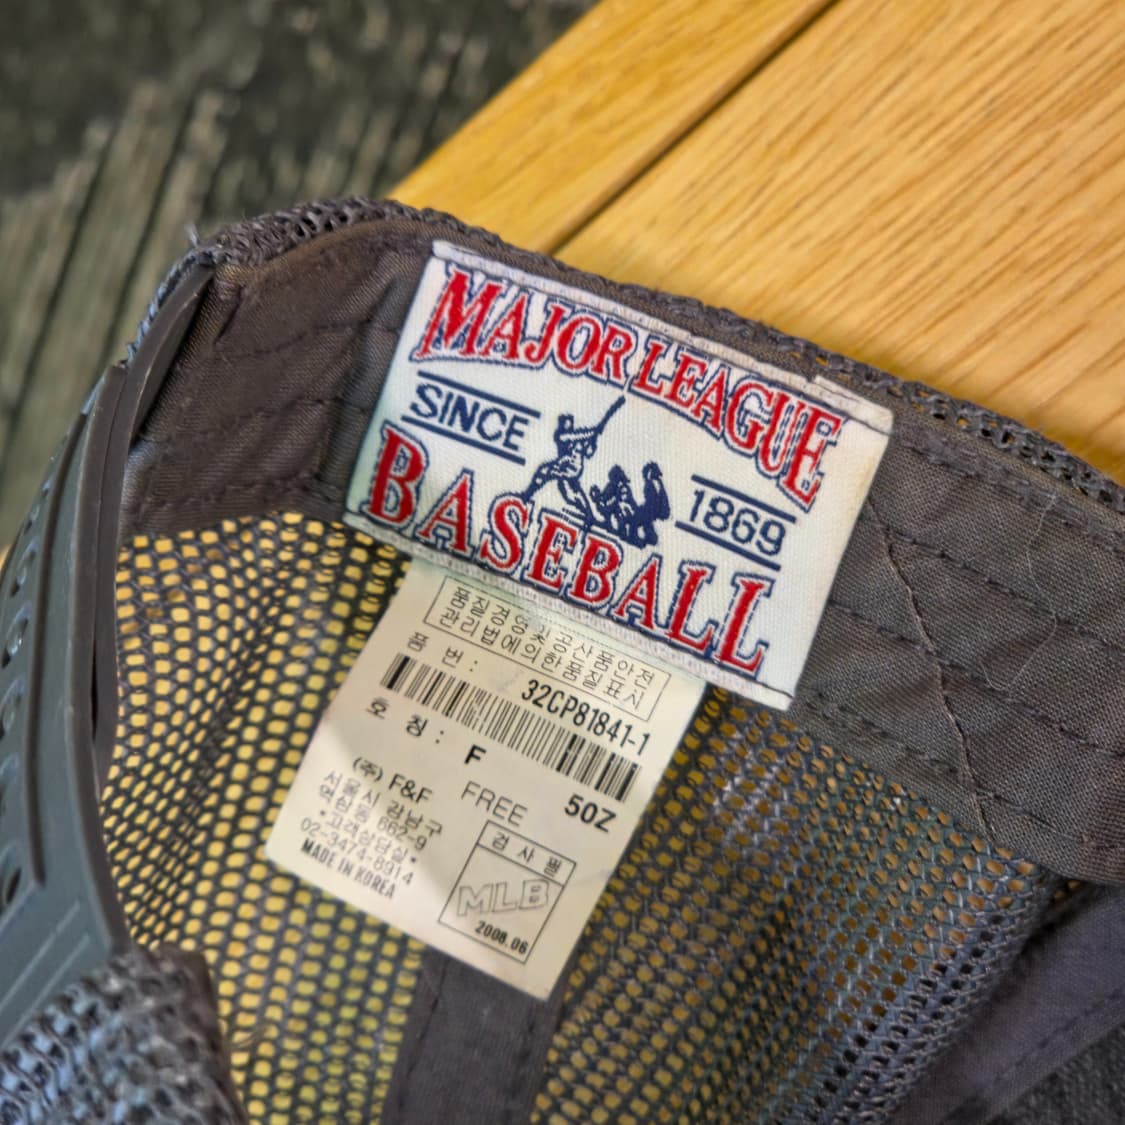 MAJOR LEAGUE
SINCE
1869
BASEBALL
품질경영및공산품안전
관리법에의한품질표시
품 번 : 32CP81841-1
호 칭 : F 50Z
FREE
(주) F&F
서울시 강남구
역삼동 662-9
*고객상담실*
02-3474-8914
MADE IN KOREA
검사필
MLB
2008.06